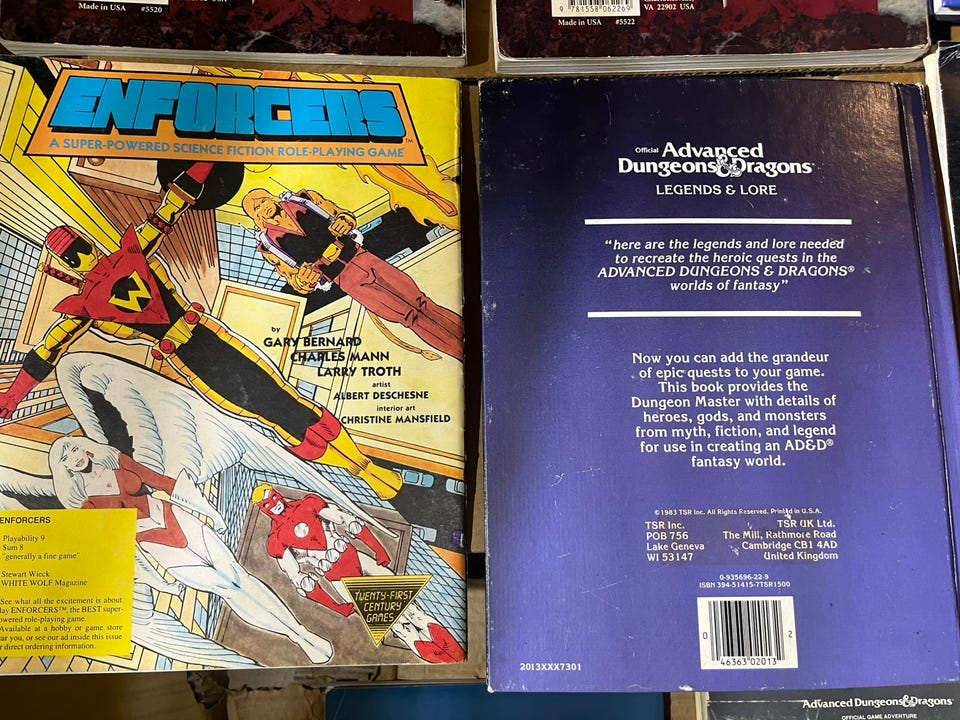 Made in USA #5520
9 781558 062269
Made in USA #5522
VA 22902 USA
ENFORCERS™
A SUPER-POWERED SCIENCE FICTION ROLE-PLAYING GAME
W
by
GARY BERNARD
CHARLES MANN
LARRY TROTH
artist
ALBERT DESCHESNE
interior art
CHRISTINE MANSFIELD
ENFORCERS
Playability 9
Sum 8
"generally a fine game"
Stewart Wieck
WHITE WOLF Magazine
See what all the excitement is about.
ENFORCERS™, the BEST super-
powered role-playing game.
Available at a hobby or game store
you, or see our ad inside this issue
direct ordering information.
TWENTY-FIRST
CENTURY
GAMES
Official Advanced
Dungeons & Dragons
LEGENDS & LORE
"here are the legends and lore needed
to recreate the heroic quests in the
ADVANCED DUNGEONS & DRAGONS®
worlds of fantasy"
Now you can add the grandeur
of epic quests to your game.
This book provides the
Dungeon Master with details of
heroes, gods, and monsters
from myth, fiction, and legend
for use in creating an AD&D®
fantasy world.
©1983 TSR Inc. All Rights Reserved. Printed in U.S.A.
TSR Inc.
POB 756
Lake Geneva
WI 53147
TSR UK Ltd.
The Mill, Rathmore Road
Cambridge CB1 4AD
United Kingdom
0-935696-22-9
ISBN 394-51415-7TSR1500
0 46363 02013 2
2013XXX7301
Advanced Dungeons & Dragons
OFFICIAL GAME ADVENTURE